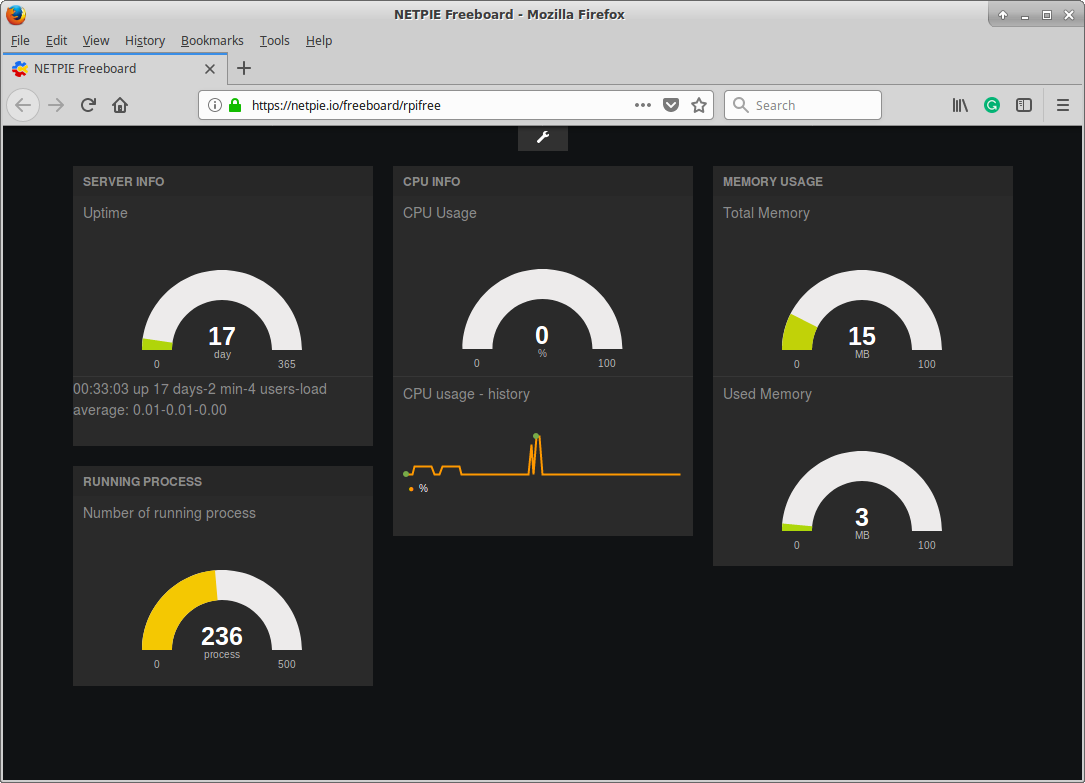 NETPIE Freeboard - Mozilla Firefox
File Edit View History Bookmarks Tools Help
NETPIE Freeboard
https://netpie.io/freeboard/rpifree
Search
SERVER INFO
Uptime
17
day
0 365
00:33:03 up 17 days-2 min-4 users-load
average: 0.01-0.01-0.00
RUNNING PROCESS
Number of running process
236
process
0 500
CPU INFO
CPU Usage
0
%
0 100
CPU usage - history
%
MEMORY USAGE
Total Memory
15
MB
0 100
Used Memory
3
MB
0 100